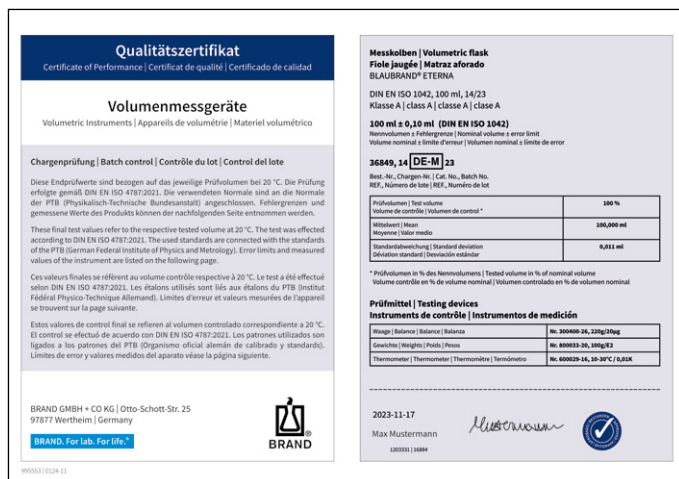 Qualitätszertifikat
Certificate of Performance | Certificat de qualité | Certificado de calidad
Volumenmessgeräte
Volumetric Instruments | Appareils de volumétrie | Materiel volumétrico
Chargenprüfung | Batch control | Contrôle du lot | Control del lote
Diese Endprüfwerte sind bezogen auf das jeweilige Prüfvolumen bei 20 °C. Die Prüfung
erfolgte gemäß DIN EN ISO 4787:2021. Die verwendeten Normale sind an die Normale
der PTB (Physikalisch-Technische Bundesanstalt) angeschlossen. Fehlergrenzen und
gemessene Werte des Produkts können der nachfolgenden Seite entnommen werden.
These final test values refer to the respective tested volume at 20 °C. The test was effected
according to DIN EN ISO 4787:2021. The used standards are connected with the standards
of the PTB (German Federal Institute of Physics and Metrology). Error limits and measured
values of the instrument are listed on the following page.
Ces valeurs finales se réfèrent au volume contrôlé respective à 20 °C. Le test a été effectué
selon DIN EN ISO 4787:2021. Les étalons utilisés sont liés aux étalons du PTB (Institut
Fédéral Physico-Technique Allemand). Limites d'erreur et valeurs mesurées de l'appareil
se trouvent sur la page suivante.
Estos valores de control final se refieren al volumen controlado correspondiente a 20 °C.
El control se efectuó de acuerdo con DIN EN ISO 4787:2021. Los patrones utilizados son
ligados a los patrones del PTB (Organismo oficial alemán de calibrado y standards).
Límites de error y valores medidos del aparato véase la página siguiente.
BRAND GMBH + CO KG | Otto-Schott-Str. 25
97877 Wertheim | Germany
BRAND. For lab. For life.®
BRAND
995553 | 0124-11
Messkolben | Volumetric flask
Fiole jaugée | Matraz aforado
BLAUBRAND® ETERNA
DIN EN ISO 1042, 100 ml, 14/23
Klasse A | class A | classe A | clase A
100 ml ± 0,10 ml (DIN EN ISO 1042)
Nennvolumen ± Fehlergrenze | Nominal volume ± error limit
Volume nominal ± limite d'erreur | Volumen nominal ± límite de error
36849, 14 DE-M 23
Best.-Nr., Chargen-Nr. | Cat. No., Batch No.
REF., Numéro de lot | REF., Numéro de lot
Prüfvolumen | Test volume 100 %
Volume de contrôle | Volumen de control *
Mittelwert | Mean 100,000 ml
Moyenne | Valor medio
Standardabweichung | Standard deviation 0,011 ml
Déviation standard | Desviación estándar
* Prüfvolumen in % des Nennvolumens | Tested volume in % of nominal volume
Volume contrôle en % de volume nominal | Volumen controlado en % de volumen nominal
Prüfmittel | Testing devices
Instruments de contrôle | Instrumentos de medición
Waage | Balance | Balance | Balanza Nr. 300400-26, 220g/20µg
Gewichte | Weights | Poids | Pesos Nr. 800033-20, 100g/E2
Thermometer | Thermometer | Thermomètre | Termómetro Nr. 600029-16, 10-30°C / 0,01K
2023-11-17
Mustermann
Max Mustermann
1203331 | 16884